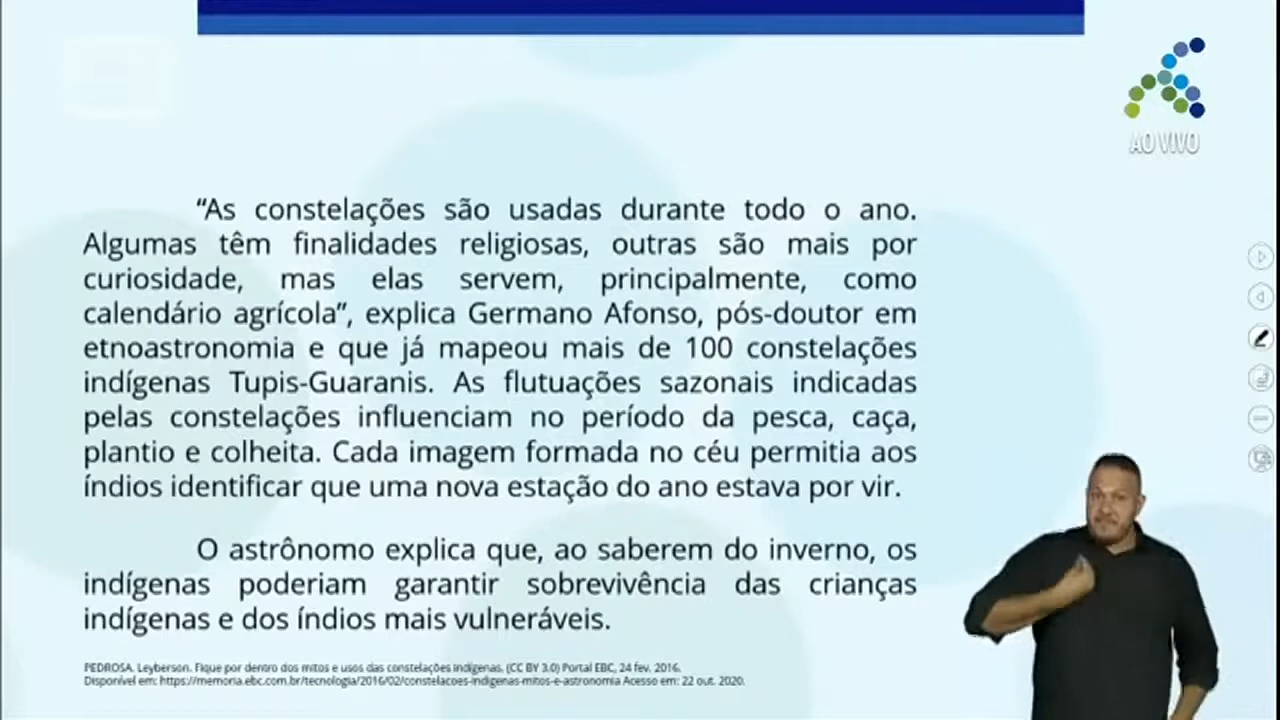 AO VIVO
“As constelações são usadas durante todo o ano.
Algumas têm finalidades religiosas, outras são mais por
curiosidade, mas elas servem, principalmente, como
calendário agrícola”, explica Germano Afonso, pós-doutor em
etnoastronomia e que já mapeou mais de 100 constelações
indígenas Tupis-Guaranis. As flutuações sazonais indicadas
pelas constelações influenciam no período da pesca, caça,
plantio e colheita. Cada imagem formada no céu permitia aos
índios identificar que uma nova estação do ano estava por vir.
O astrônomo explica que, ao saberem do inverno, os
indígenas poderiam garantir sobrevivência das crianças
indígenas e dos índios mais vulneráveis.
PEDROSA. Leyberson. Fique por dentro dos mitos e usos das constelações indígenas. (CC BY 3.0) Portal EBC, 24 fev. 2016.
Disponível em: https://memoria.ebc.com.br/tecnologia/2016/02/constelacoes-indigenas-mitos-e-astronomia Acesso em: 22 out. 2020.